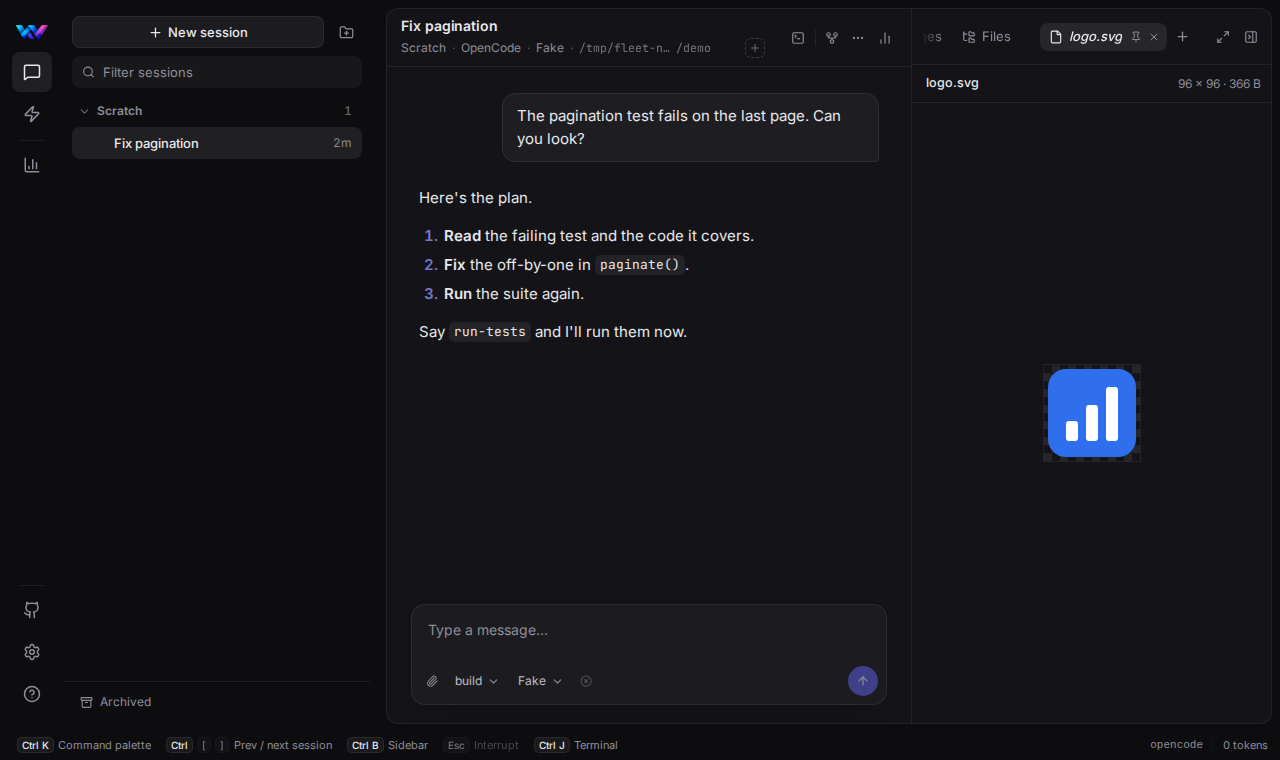 New session
Filter sessions
Scratch 1
Fix pagination 2m
Archived
Fix pagination
Scratch · OpenCode · Fake · /tmp/fleet-n… /demo
The pagination test fails on the last page. Can
you look?
Here's the plan.
1. Read the failing test and the code it covers.
2. Fix the off-by-one in paginate().
3. Run the suite again.
Say run-tests and I'll run them now.
Type a message...
build Fake
Files logo.svg
logo.svg 96 × 96 · 366 B
Ctrl K Command palette Ctrl [ ] Prev / next session Ctrl B Sidebar Esc Interrupt Ctrl J Terminal opencode 0 tokens